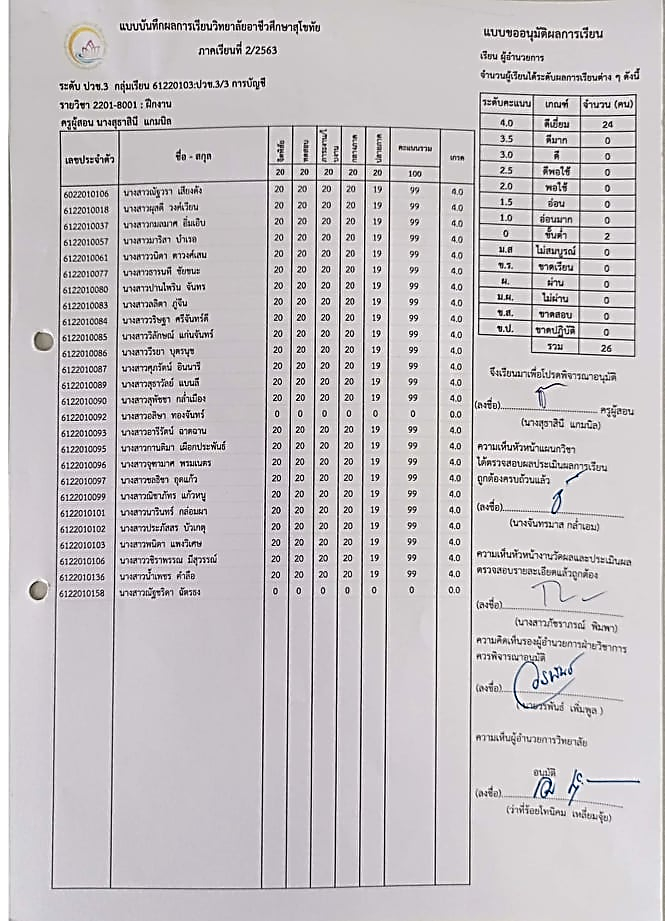 แบบบันทึกผลการเรียนวิทยาลัยอาชีวศึกษาสุโขทัย
ภาคเรียนที่ 2/2563
ระดับ ปวช.3 กลุ่มเรียน 61220103:ปวช.3/3 การบัญชี
รายวิชา 2201-8001 : ฝึกงาน
ครูผู้สอน นางสุธาสินี แกมนิล
เลขประจำตัว ชื่อ - สกุล จิตพิสัย ทดสอบ ภาระงาน/ใบงาน กลางภาค ปลายภาค คะแนนรวม เกรด
20 20 20 20 20 100
6022010106 นางสาวณัฐวรา เสียงดัง 20 20 20 20 19 99 4.0
6122010018 นางสาวผุสดี วงศ์เวียน 20 20 20 20 19 99 4.0
6122010037 นางสาวกมลมาศ อิ่มเอิบ 20 20 20 20 19 99 4.0
6122010057 นางสาวมาริสา บำเรอ 20 20 20 20 19 99 4.0
6122010061 นางสาววนิดา ดาวงศ์เสน 20 20 20 20 19 99 4.0
6122010077 นางสาวธารนที ชัยชนะ 20 20 20 20 19 99 4.0
6122010080 นางสาวปานไพริน จันทร 20 20 20 20 19 99 4.0
6122010083 นางสาวลลิตา ภู่จีน 20 20 20 20 19 99 4.0
6122010084 นางสาววริษฐา ศรีจันทร์ดี 20 20 20 20 19 99 4.0
6122010085 นางสาววิลักษณ์ แก่นจันทร์ 20 20 20 20 19 99 4.0
6122010086 นางสาววีรยา บุตรนุช 20 20 20 20 19 99 4.0
6122010087 นางสาวศุภรัตน์ อินนารี 20 20 20 20 19 99 4.0
6122010089 นางสาวสุธาวัลย์ แบนลี 20 20 20 20 19 99 4.0
6122010090 นางสาวสุพัชชา กล่ำเมือง 20 20 20 20 19 99 4.0
6122010092 นางสาวอลิษา ทองจันทร์ 0 0 0 0 0 0 0.0
6122010093 นางสาวอารีรัตน์ อาดฉาน 20 20 20 20 19 99 4.0
6122010095 นางสาวกานติมา เผือกประพันธ์ 20 20 20 20 19 99 4.0
6122010096 นางสาวจุฑามาศ พรมเนตร 20 20 20 20 19 99 4.0
6122010097 นางสาวชลธิชา อุดแก้ว 20 20 20 20 19 99 4.0
6122010099 นางสาวณิชาภัทร แก้วหนู 20 20 20 20 19 99 4.0
6122010101 นางสาวนารินทร์ กล่อมผา 20 20 20 20 19 99 4.0
6122010102 นางสาวประภัสสร บัวเกตุ 20 20 20 20 19 99 4.0
6122010103 นางสาวพนิดา แพงวิเศษ 20 20 20 20 19 99 4.0
6122010106 นางสาววชิราพรรณ มีสุวรรณ์ 20 20 20 20 19 99 4.0
6122010136 นางสาวน้ำเพชร คำลือ 20 20 20 20 19 99 4.0
6122010158 นางสาวณัฐชริดา ฉัตรธง 0 0 0 0 0 0 0.0
แบบขออนุมัติผลการเรียน
เรียน ผู้อำนวยการ
จำนวนผู้เรียนได้ระดับผลการเรียนต่าง ๆ ดังนี้
ระดับคะแนน เกณฑ์ จำนวน (คน)
4.0 ดีเยี่ยม 24
3.5 ดีมาก 0
3.0 ดี 0
2.5 ดีพอใช้ 0
2.0 พอใช้ 0
1.5 อ่อน 0
1.0 อ่อนมาก 0
0 ขั้นต่ำ 2
ม.ส ไม่สมบูรณ์ 0
ข.ร. ขาดเรียน 0
ผ. ผ่าน 0
ม.ผ. ไม่ผ่าน 0
ข.ส. ขาดสอบ 0
ข.ป. ขาดปฏิบัติ 0
รวม 26
จึงเรียนมาเพื่อโปรดพิจารณาอนุมัติ
(ลงชื่อ) ครูผู้สอน
(นางสุธาสินี แกมนิล)
ความเห็นหัวหน้าแผนกวิชา
ได้ตรวจสอบผลประเมินผลการเรียน
ถูกต้องครบถ้วนแล้ว
(ลงชื่อ)
(นางจันทรมาส กล่ำเอม)
ความเห็นหัวหน้างานวัดผลและประเมินผล
ตรวจสอบรายละเอียดแล้วถูกต้อง
(ลงชื่อ)
(นางสาวภัชราภรณ์ พิมพา)
ความคิดเห็นรองผู้อำนวยการฝ่ายวิชาการ
ควรพิจารณาอนุมัติ
(ลงชื่อ) วรพันธ์
(นายวรพันธ์ เพิ่มพูล)
ความเห็นผู้อำนวยการวิทยาลัย
อนุมัติ
(ลงชื่อ)
(ว่าที่ร้อยโทนิคม เหลี่ยมจุ้ย)